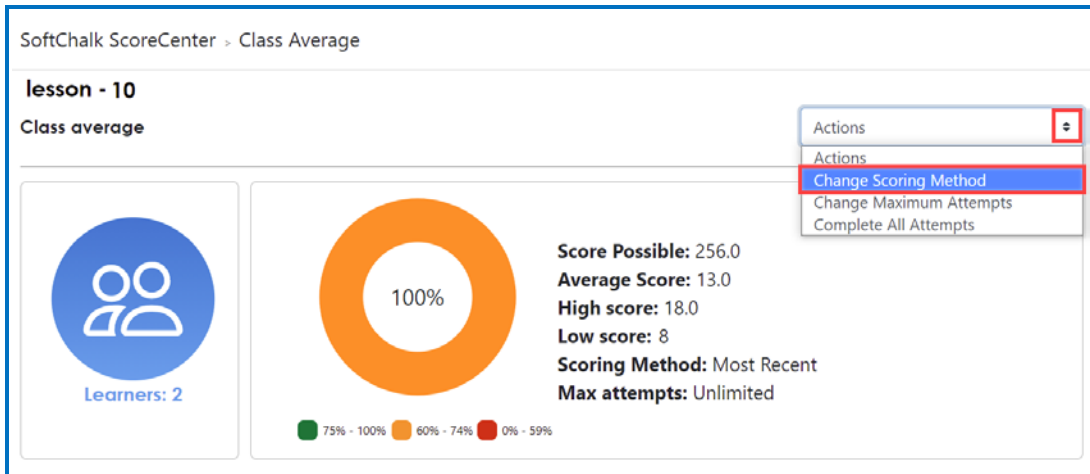 SoftChalk ScoreCenter > Class Average
lesson - 10
Class average
Actions
Actions
Change Scoring Method
Change Maximum Attempts
Complete All Attempts
Learners: 2
100%
75% - 100% 60% - 74% 0% - 59%
Score Possible: 256.0
Average Score: 13.0
High score: 18.0
Low score: 8
Scoring Method: Most Recent
Max attempts: Unlimited